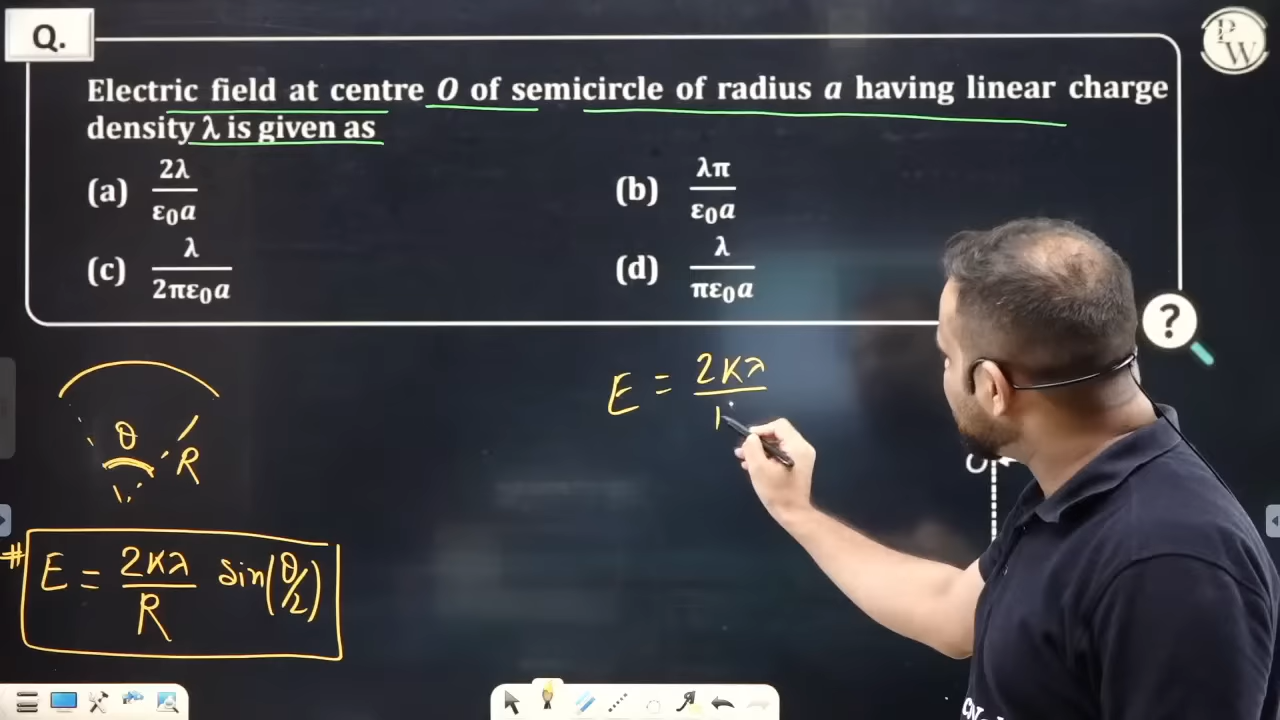 Q.
P
W
Electric field at centre O of semicircle of radius a having linear charge
density λ is given as
(a) 2λ/ε₀a
(b) λπ/ε₀a
(c) λ/2πε₀a
(d) λ/πε₀a
?
E = 2Kλ
θ
R
O
# E = 2Kλ/R sin(θ/2)